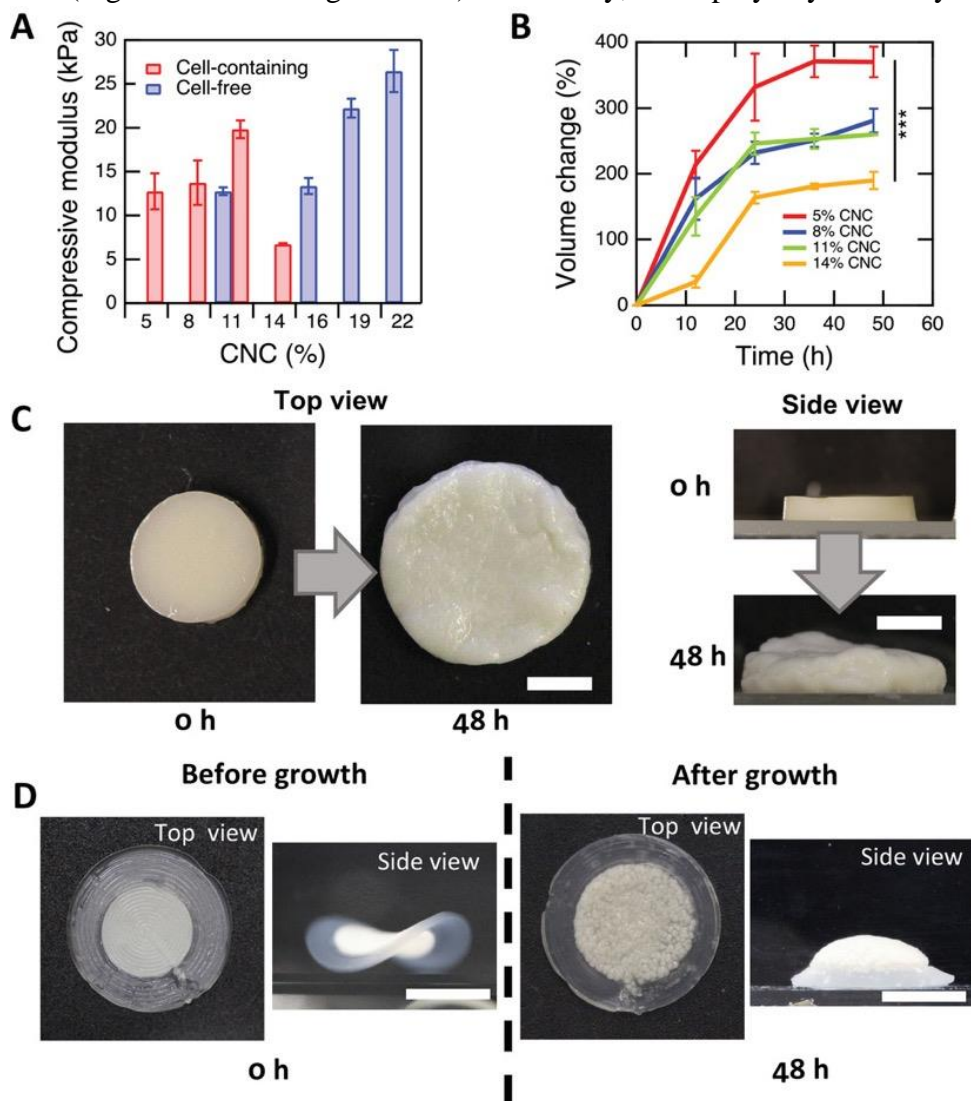 A
B
Compressive modulus (kPa)
30
25
20
15
10
5
0
Cell-containing
Cell-free
5 8 11 14 16 19 22
CNC (%)
Volume change (%)
400
300
200
100
0
***
5% CNC
8% CNC
11% CNC
14% CNC
0 10 20 30 40 50 60
Time (h)
C
Top view
Side view
0 h
48 h
0 h
48 h
D
Before growth
After growth
Top view
Side view
Top view
Side view
0 h
48 h